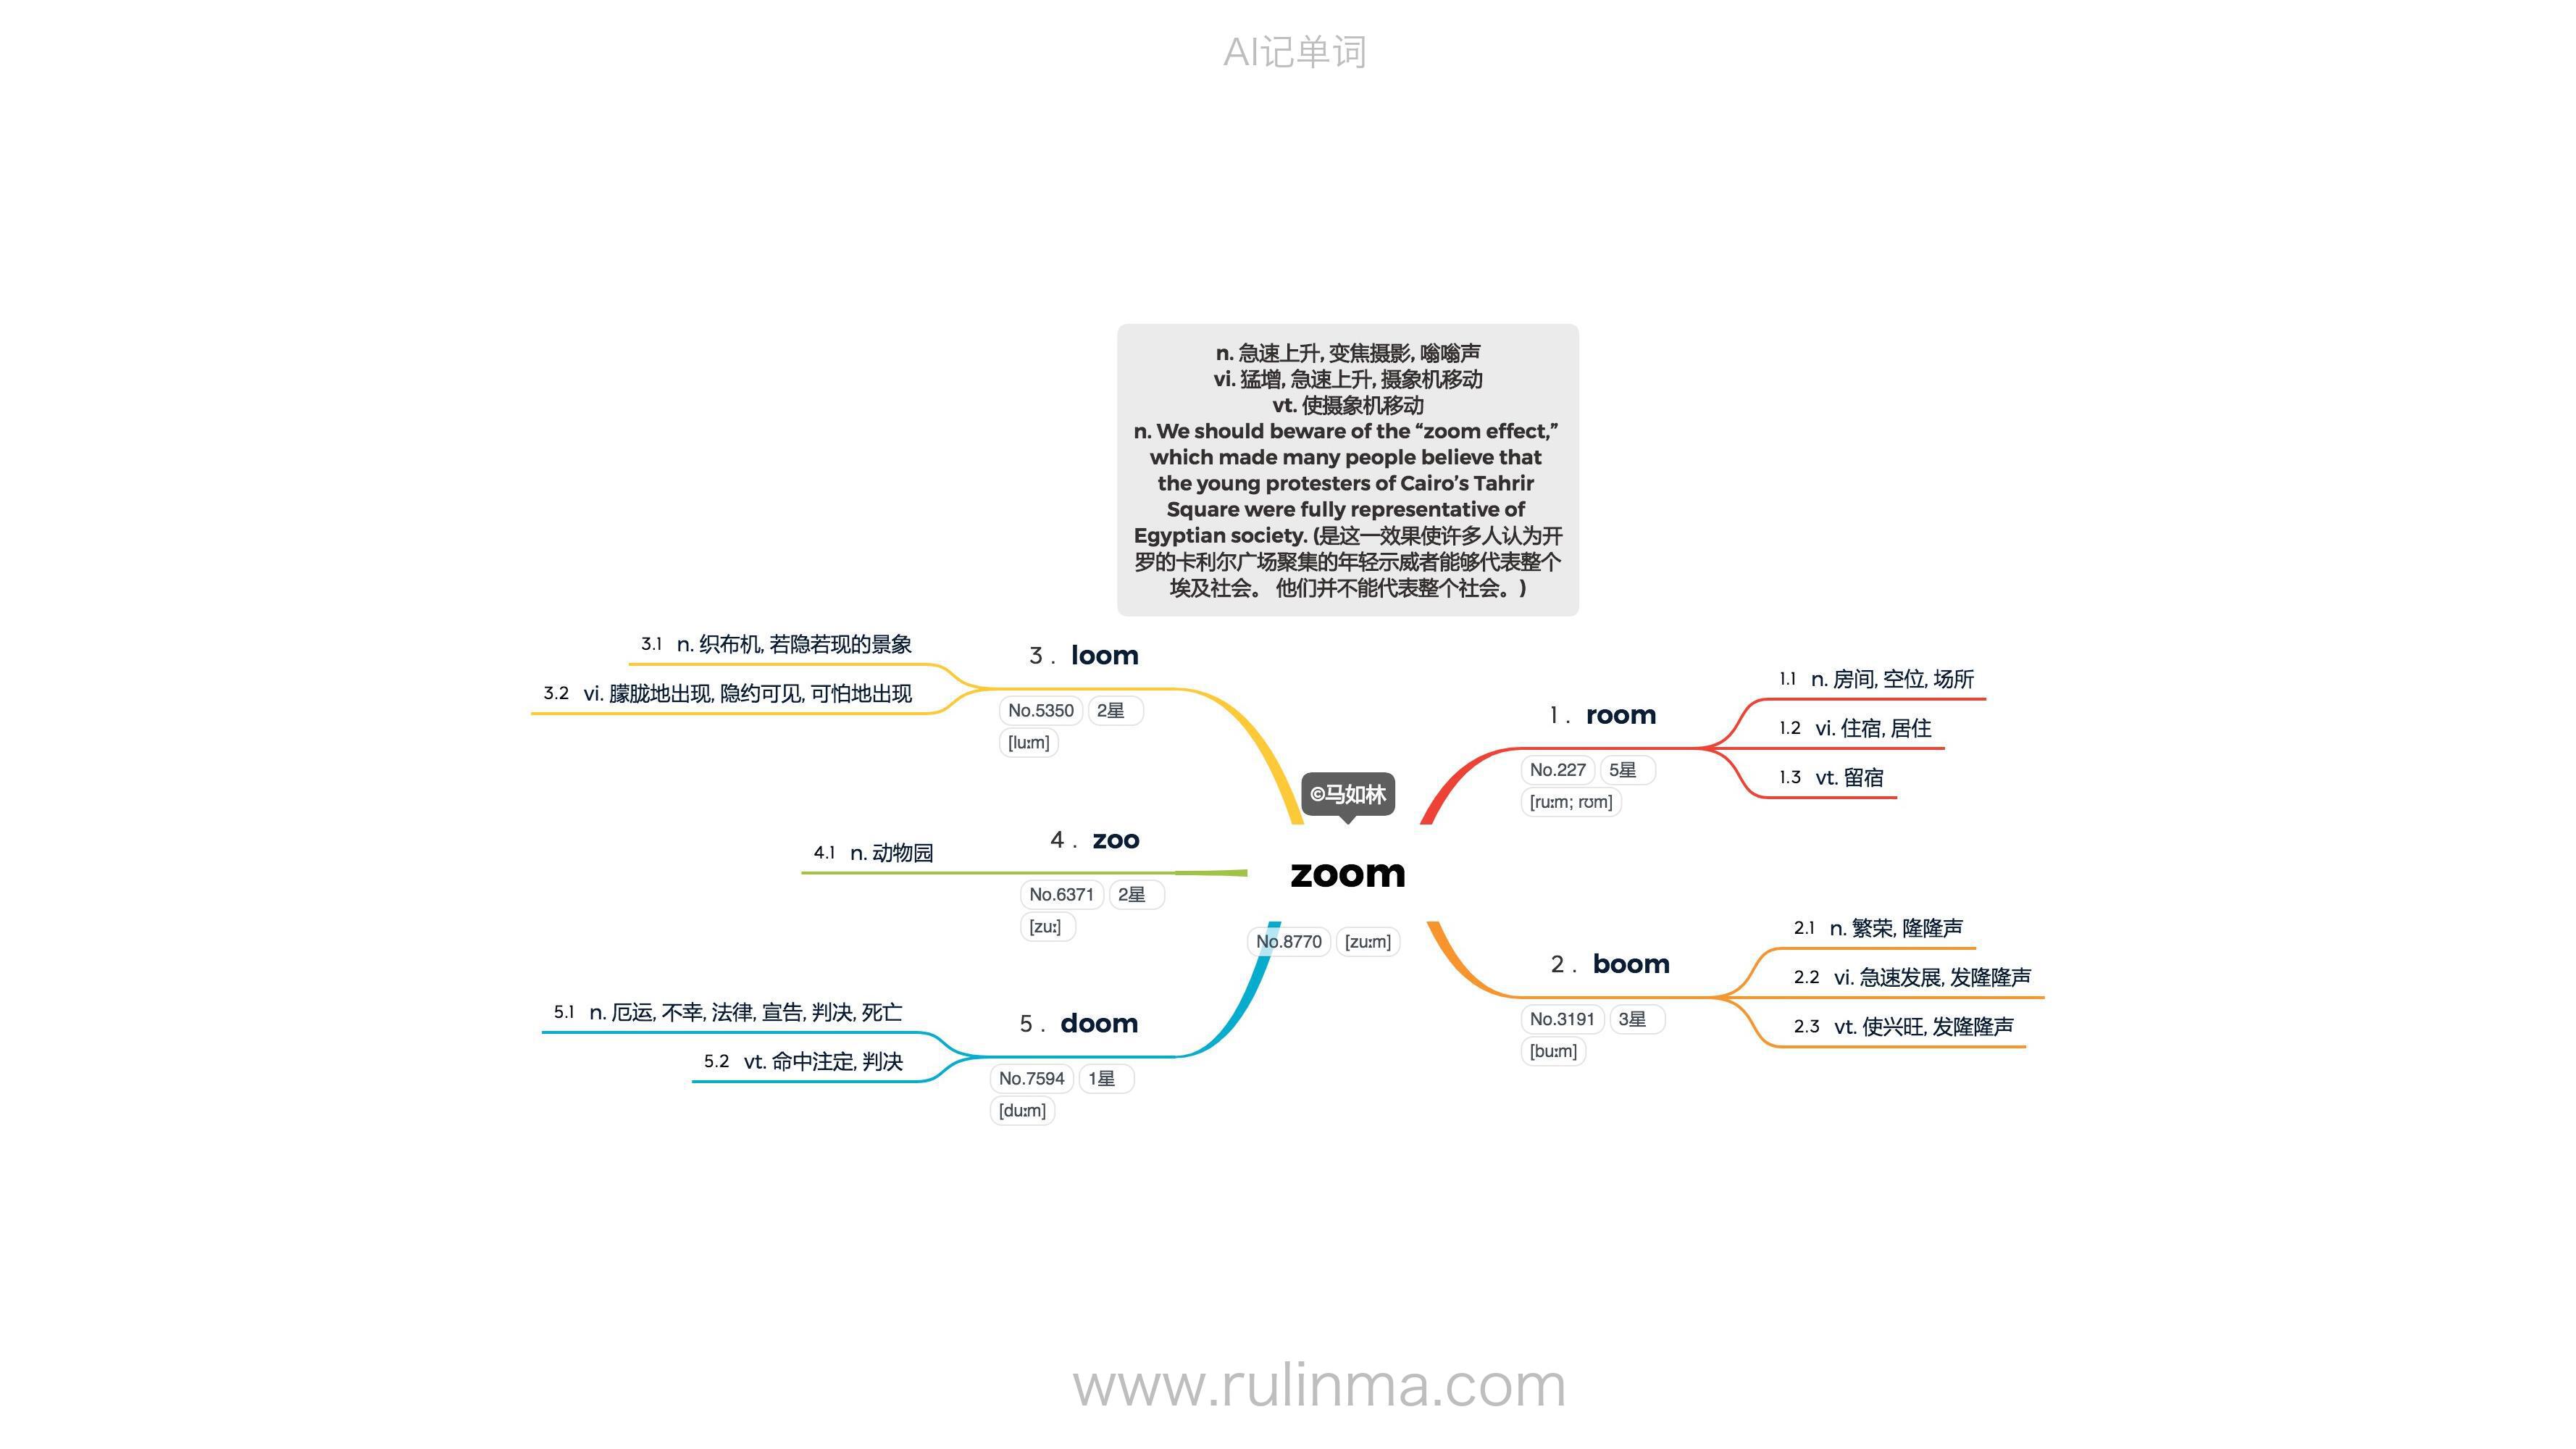 AI记单词
n. 急速上升, 变焦摄影, 嗡嗡声
vi. 猛增, 急速上升, 摄象机移动
vt. 使摄象机移动
n. We should beware of the “zoom effect,”
which made many people believe that
the young protesters of Cairo’s Tahrir
Square were fully representative of
Egyptian society. (是这一效果使许多人认为开
罗的卡利尔广场聚集的年轻示威者能够代表整个
埃及社会。 他们并不能代表整个社会。)
©马如林
zoom
No.8770 [zuːm]
1. room
No.227 5星
[ruːm; rʊm]
1.1 n. 房间, 空位, 场所
1.2 vi. 住宿, 居住
1.3 vt. 留宿
2. boom
No.3191 3星
[buːm]
2.1 n. 繁荣, 隆隆声
2.2 vi. 急速发展, 发隆隆声
2.3 vt. 使兴旺, 发隆隆声
3. loom
No.5350 2星
[luːm]
3.1 n. 织布机, 若隐若现的景象
3.2 vi. 朦胧地出现, 隐约可见, 可怕地出现
4. zoo
No.6371 2星
[zuː]
4.1 n. 动物园
5. doom
No.7594 1星
[duːm]
5.1 n. 厄运, 不幸, 法律, 宣告, 判决, 死亡
5.2 vt. 命中注定, 判决
www.rulinma.com